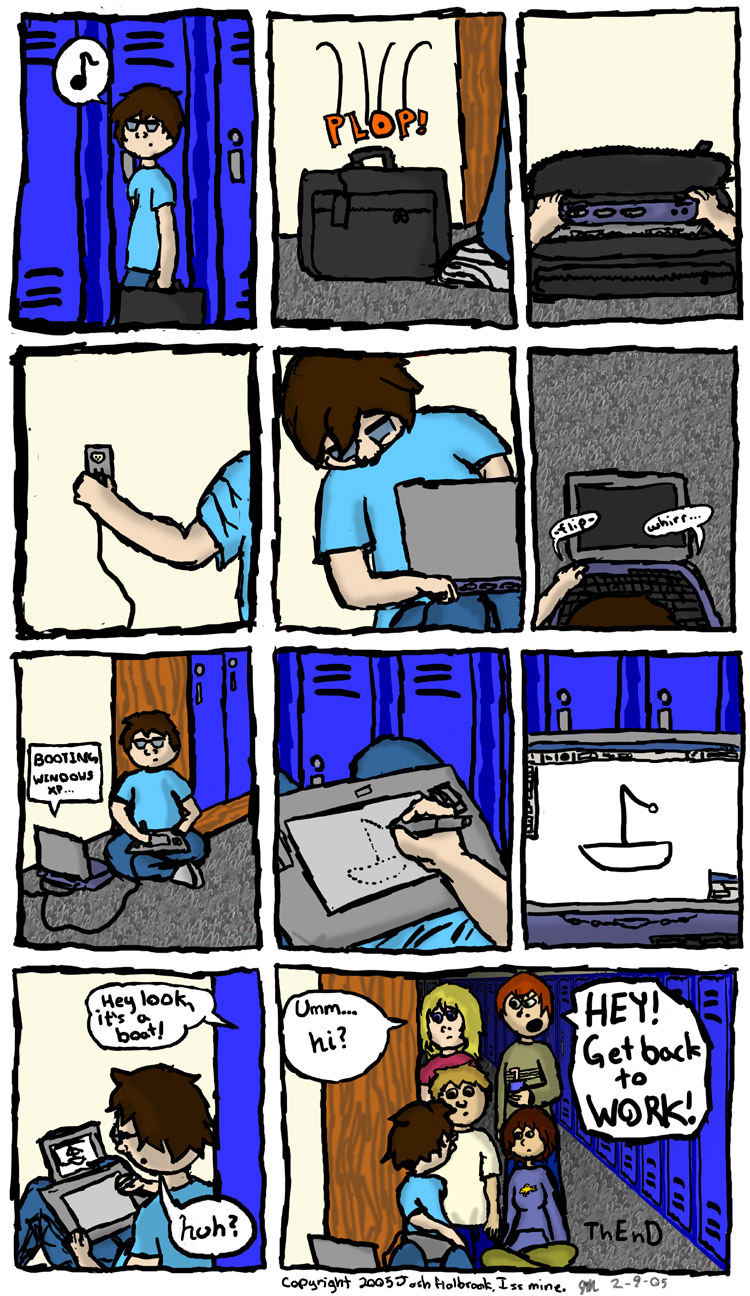 PLOP!
-flip-
whirr...
BOOTING
WINDOWS
XP...
Hey look,
it's a
boat!
huh?
Umm...
hi?
HEY!
Get back
to
WORK!
ThEnD
Copyright 2005 Josh Holbrook, Iss mine. JH 2-9-05